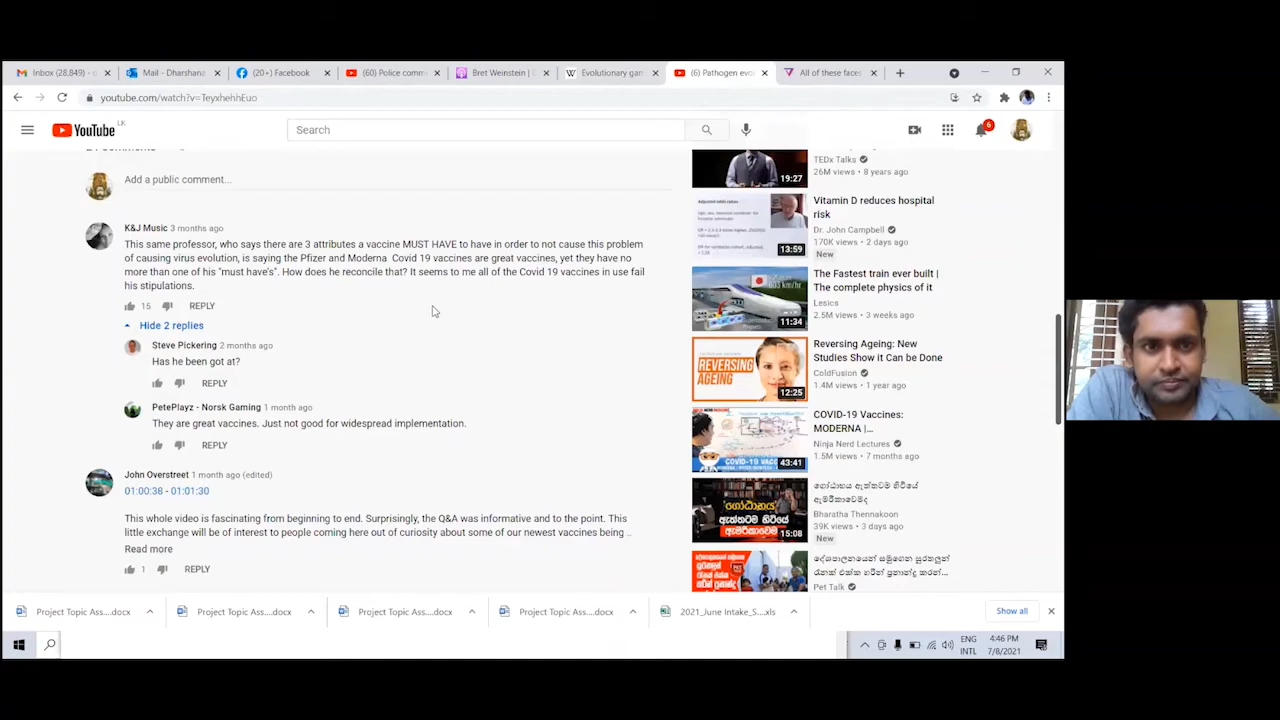 Inbox (28,849) - o
Mail - Dharshana
(20+) Facebook
(60) Police comm
Bret Weinstein | D
Evolutionary gam
(6) Pathogen evo
All of these faces
youtube.com/watch?v=TeyxhehhEuo
YouTube LK
Search
6
Add a public comment...
K&J Music 3 months ago
This same professor, who says there are 3 attributes a vaccine MUST HAVE to have in order to not cause this problem
of causing virus evolution, is saying the Pfizer and Moderna Covid 19 vaccines are great vaccines, yet they have no
more than one of his "must have's". How does he reconcile that? It seems to me all of the Covid 19 vaccines in use fail
his stipulations.
15 REPLY
Hide 2 replies
Steve Pickering 2 months ago
Has he been got at?
REPLY
PetePlayz - Norsk Gaming 1 month ago
They are great vaccines. Just not good for widespread implementation.
REPLY
John Overstreet 1 month ago (edited)
01:00:38 - 01:01:30
This whole video is fascinating from beginning to end. Surprisingly, the Q&A was informative and to the point. This
little exchange will be of interest to people coming here out of curiosity about some of our newest vaccines being ..
Read more
1 REPLY
19:27
TEDx Talks
26M views • 8 years ago
13:59
Vitamin D reduces hospital
risk
Dr. John Campbell
170K views • 2 days ago
New
11:34
The Fastest train ever built |
The complete physics of it
Lesics
2.5M views • 3 weeks ago
REVERSING
AGEING
12:25
Reversing Ageing: New
Studies Show it Can be Done
ColdFusion
1.4M views • 1 year ago
43:41
COVID-19 Vaccines:
MODERNA |...
Ninja Nerd Lectures
1.5M views • 7 months ago
ගෝඨාභය
ඇත්තටම හිටියේ
ඇමරිකාවෙමද
15:08
ගෝඨාභය ඇත්තටම හිටියේ
ඇමරිකාවෙමද
Bharatha Thennakoon
39K views • 3 days ago
New
Pet Talk
Project Topic Ass....docx
Project Topic Ass....docx
Project Topic Ass....docx
Project Topic Ass....docx
2021_June Intake_S....xls
Show all
ENG
INTL
4:46 PM
7/8/2021